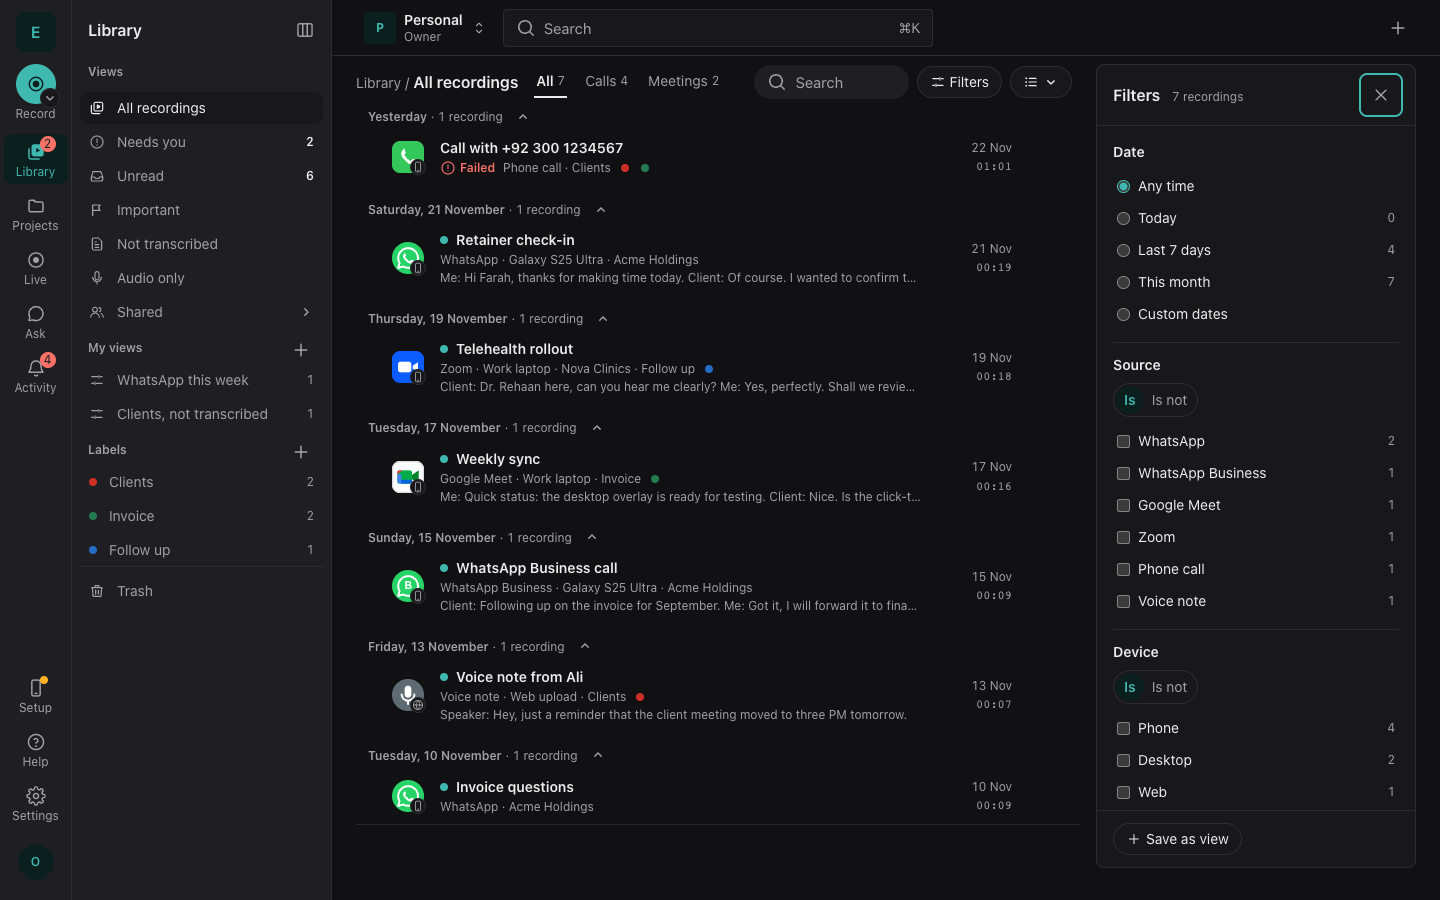 E
Record
2
Library
Projects
Live
Ask
4
Activity
Setup
Help
Settings
O
Library
Views
All recordings
Needs you 2
Unread 6
Important
Not transcribed
Audio only
Shared
My views
WhatsApp this week 1
Clients, not transcribed 1
Labels
Clients 2
Invoice 2
Follow up 1
Trash
P
Personal
Owner
Search ⌘K
Library / All recordings
All 7 Calls 4 Meetings 2
Search
Filters
Yesterday · 1 recording
Call with +92 300 1234567 22 Nov
Failed Phone call · Clients 01:01
Saturday, 21 November · 1 recording
Retainer check-in 21 Nov
WhatsApp · Galaxy S25 Ultra · Acme Holdings 00:19
Me: Hi Farah, thanks for making time today. Client: Of course. I wanted to confirm t...
Thursday, 19 November · 1 recording
Telehealth rollout 19 Nov
Zoom · Work laptop · Nova Clinics · Follow up 00:18
Client: Dr. Rehaan here, can you hear me clearly? Me: Yes, perfectly. Shall we revie...
Tuesday, 17 November · 1 recording
Weekly sync 17 Nov
Google Meet · Work laptop · Invoice 00:16
Me: Quick status: the desktop overlay is ready for testing. Client: Nice. Is the click-t...
Sunday, 15 November · 1 recording
B
WhatsApp Business call 15 Nov
WhatsApp Business · Galaxy S25 Ultra · Acme Holdings 00:09
Client: Following up on the invoice for September. Me: Got it, I will forward it to fina...
Friday, 13 November · 1 recording
Voice note from Ali 13 Nov
Voice note · Web upload · Clients 00:07
Speaker: Hey, just a reminder that the client meeting moved to three PM tomorrow.
Tuesday, 10 November · 1 recording
Invoice questions 10 Nov
WhatsApp · Acme Holdings 00:09
Filters 7 recordings
Date
Any time
Today 0
Last 7 days 4
This month 7
Custom dates
Source
Is Is not
WhatsApp 2
WhatsApp Business 1
Google Meet 1
Zoom 1
Phone call 1
Voice note 1
Device
Is Is not
Phone 4
Desktop 2
Web 1
Save as view